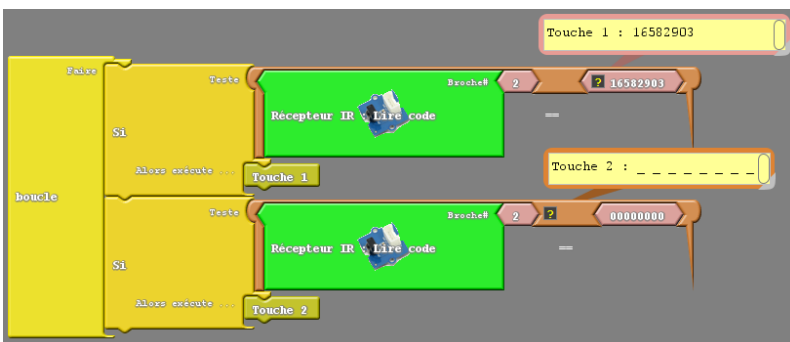 Touche 1 : 16582903
Faire
Teste
Broche# 2 ? 16582903
Récepteur IR : Lire code
==
Si
Alors exécute ...
Touche 1
Touche 2 : _ _ _ _ _ _ _ _
boucle
Teste
Broche# 2 ? 00000000
Récepteur IR : Lire code
==
Si
Alors exécute ...
Touche 2